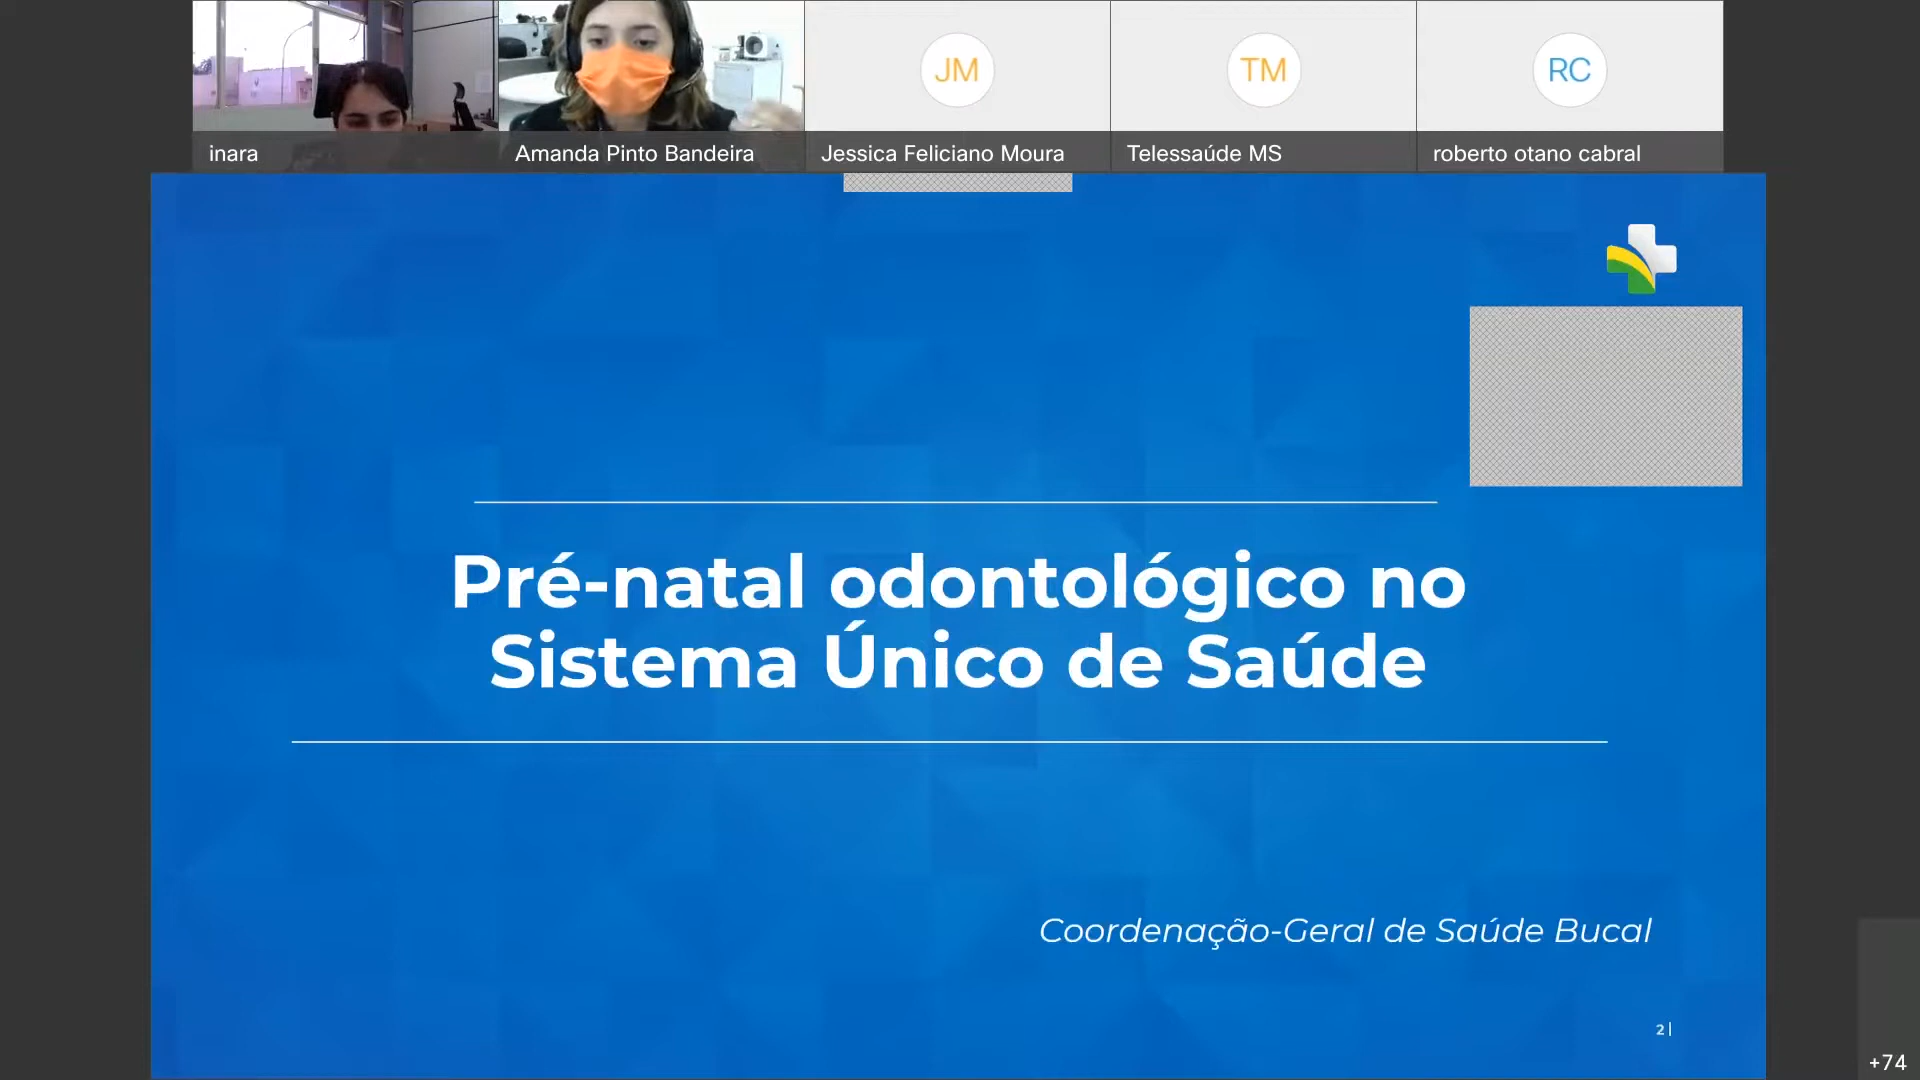 JM
TM
RC
inara
Amanda Pinto Bandeira
Jessica Feliciano Moura
Telessaúde MS
roberto otano cabral
Pré-natal odontológico no
Sistema Único de Saúde
Coordenação-Geral de Saúde Bucal
2|
+74